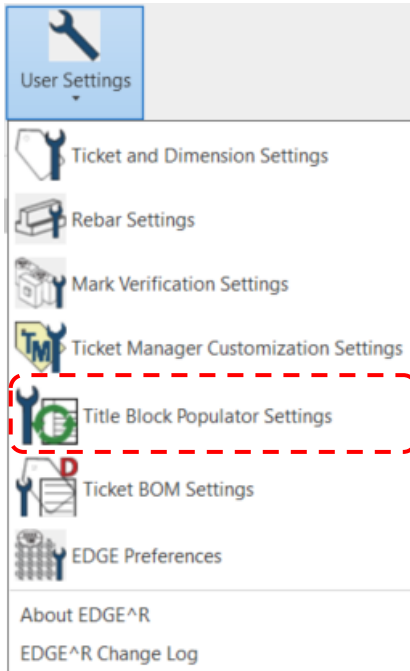 User Settings
Ticket and Dimension Settings
Rebar Settings
Mark Verification Settings
TM
Ticket Manager Customization Settings
Title Block Populator Settings
D
Ticket BOM Settings
EDGE Preferences
About EDGE^R
EDGE^R Change Log